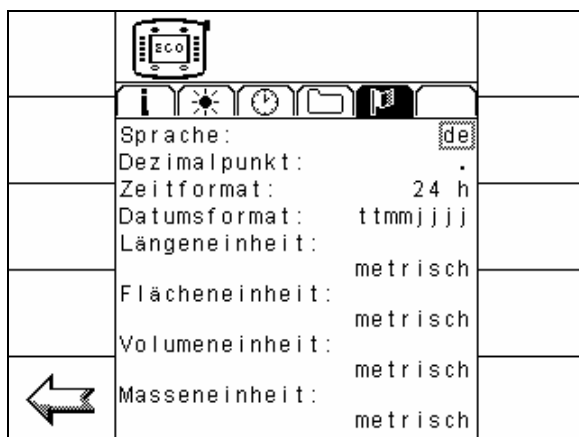 ECO
i
Sprache: de
Dezimalpunkt: .
Zeitformat: 24 h
Datumsformat: ttmmjjjj
Längeneinheit:
metrisch
Flächeneinheit:
metrisch
Volumeneinheit:
metrisch
Masseneinheit:
metrisch